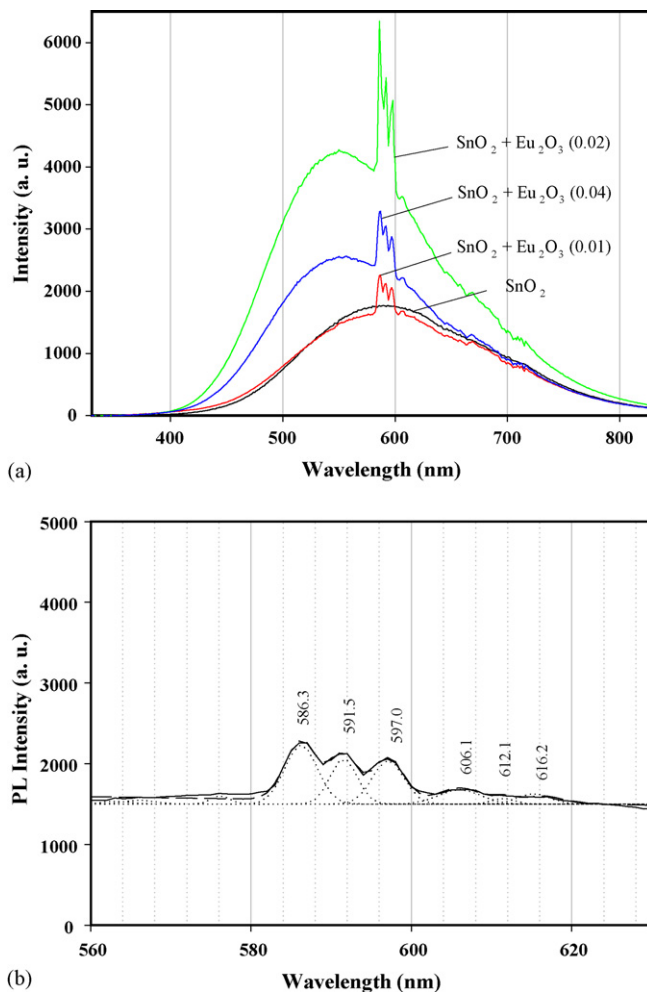 6000
5000
4000
3000
2000
1000
0
Intensity (a. u.)
SnO₂ + Eu₂O₃ (0.02)
SnO₂ + Eu₂O₃ (0.04)
SnO₂ + Eu₂O₃ (0.01)
SnO₂
400 500 600 700 800
Wavelength (nm)
(a)
5000
4000
3000
2000
1000
0
PL Intensity (a. u.)
586.3
591.5
597.0
606.1
612.1
616.2
560 580 600 620
Wavelength (nm)
(b)